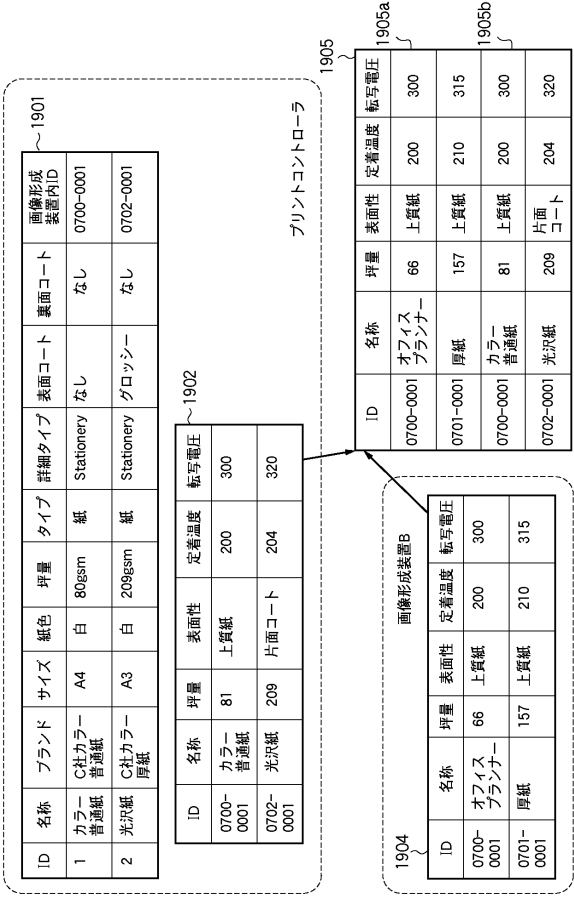 1901
ID 名称 ブランド サイズ 紙色 坪量 タイプ 詳細タイプ 表面コート 裏面コート 画像形成
装置内ID
1 カラー
普通紙 C社カラー
普通紙 A4 白 80gsm 紙 Stationery なし なし 0700-0001
2 光沢紙 C社カラー
厚紙 A3 白 209gsm 紙 Stationery グロッシー なし 0702-0001
1902
ID 名称 坪量 表面性 定着温度 転写電圧
0700-
0001 カラー
普通紙 81 上質紙 200 300
0702-
0001 光沢紙 209 片面コート 204 320
プリントコントローラ
1904
画像形成装置B
ID 名称 坪量 表面性 定着温度 転写電圧
0700-
0001 オフィス
プランナー 66 上質紙 200 300
0701-
0001 厚紙 157 上質紙 210 315
1905
ID 名称 坪量 表面性 定着温度 転写電圧
0700-0001 オフィス
プランナー 66 上質紙 200 300
1905a
0701-0001 厚紙 157 上質紙 210 315
0700-0001 カラー
普通紙 81 上質紙 200 300
1905b
0702-0001 光沢紙 209 片面
コート 204 320